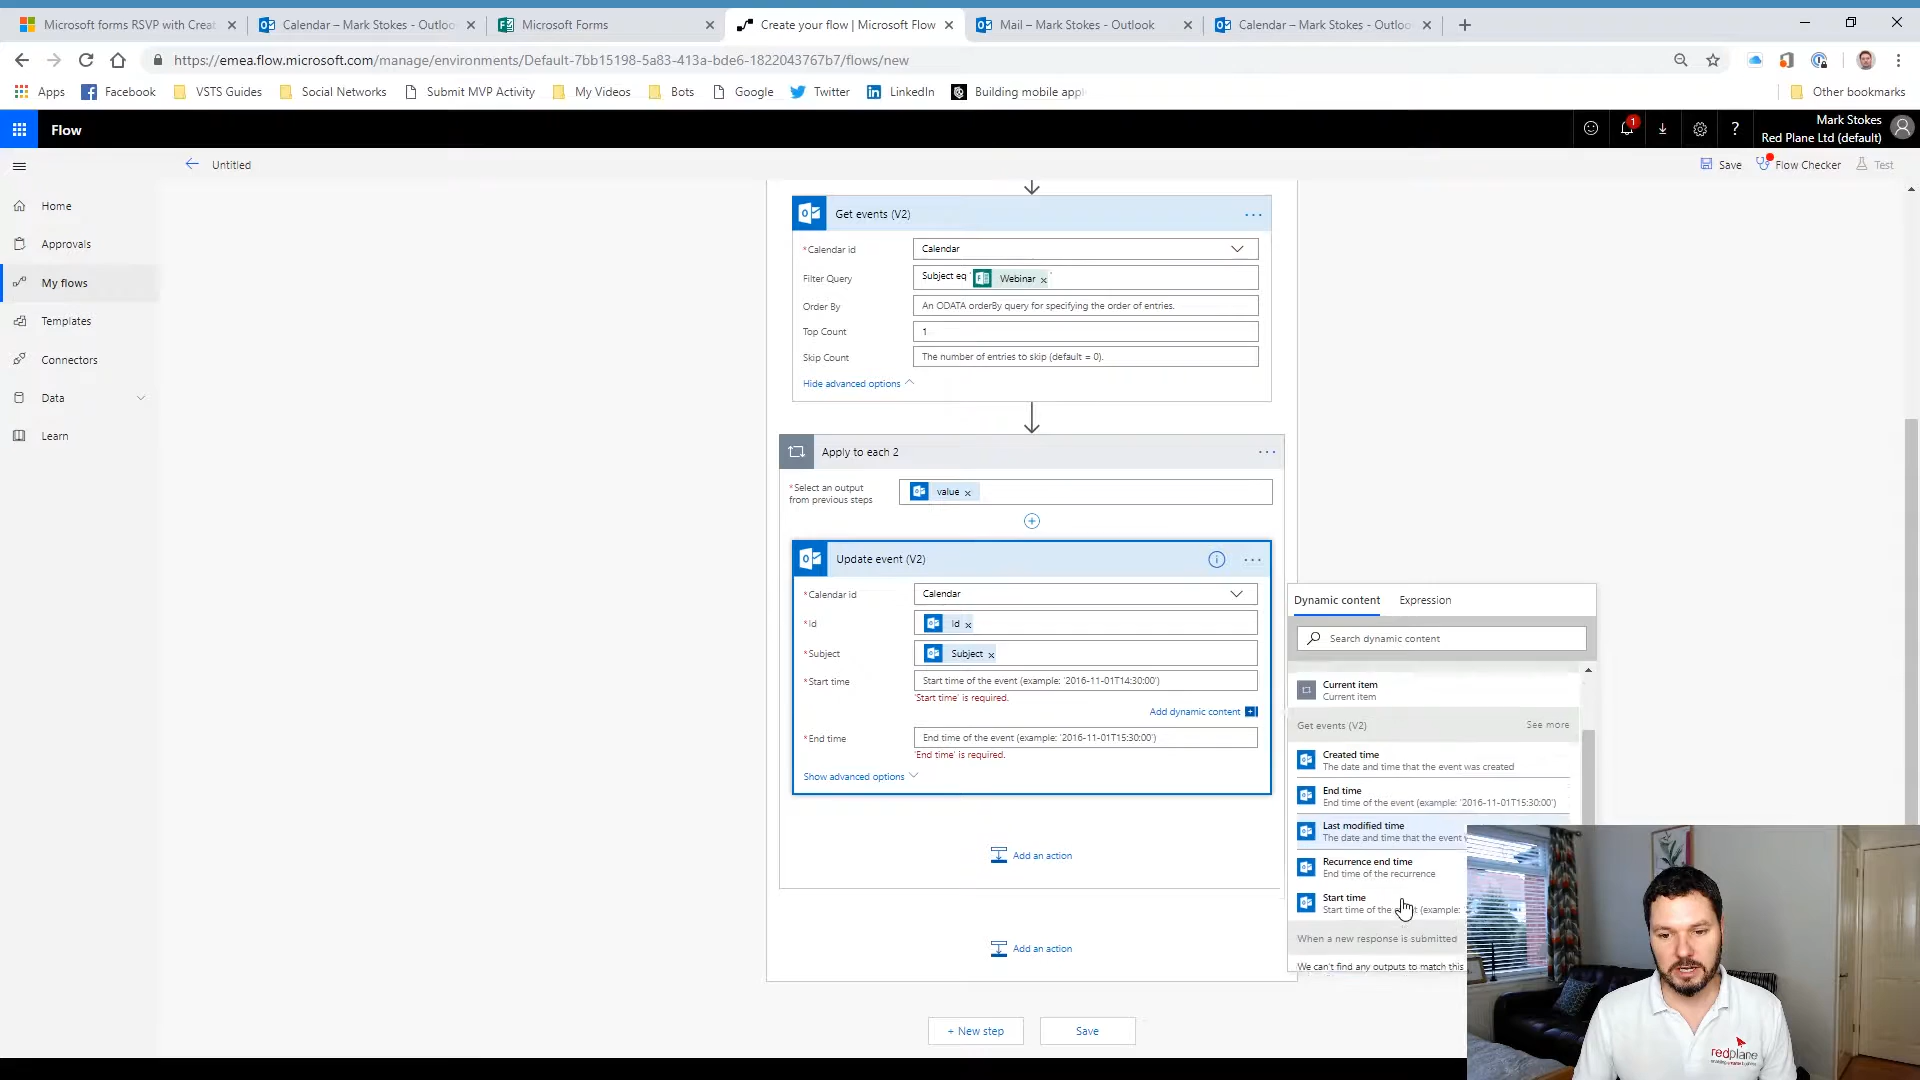 Microsoft forms RSVP with Creat
Calendar – Mark Stokes - Outloo
Microsoft Forms
Create your flow | Microsoft Flow
Mail – Mark Stokes - Outlook
Calendar – Mark Stokes - Outloo
https://emea.flow.microsoft.com/manage/environments/Default-7bb15198-5a83-413a-bde6-1822043767b7/flows/new
Apps
Facebook
VSTS Guides
Social Networks
Submit MVP Activity
My Videos
Bots
Google
Twitter
LinkedIn
Building mobile appl
Other bookmarks
Flow
1
?
Mark Stokes
Red Plane Ltd (default)
Untitled
Save
Flow Checker
Test
Home
Approvals
My flows
Templates
Connectors
Data
Learn
Get events (V2)
*Calendar id
Calendar
Filter Query
Subject eq ' Webinar x '
Order By
An ODATA orderBy query for specifying the order of entries.
Top Count
1
Skip Count
The number of entries to skip (default = 0).
Hide advanced options
Apply to each 2
*Select an output
from previous steps
value x
Update event (V2)
*Calendar id
Calendar
*Id
Id x
*Subject
Subject x
*Start time
Start time of the event (example: '2016-11-01T14:30:00')
'Start time' is required.
Add dynamic content
*End time
End time of the event (example: '2016-11-01T15:30:00')
'End time' is required.
Show advanced options
Add an action
Add an action
+ New step
Save
Dynamic content
Expression
Search dynamic content
Current item
Current item
Get events (V2)
See more
Created time
The date and time that the event was created
End time
End time of the event (example: '2016-11-01T15:30:00')
Last modified time
The date and time that the event
Recurrence end time
End time of the recurrence
Start time
Start time of the event (example:
When a new response is submitted
We can't find any outputs to match this
redplane